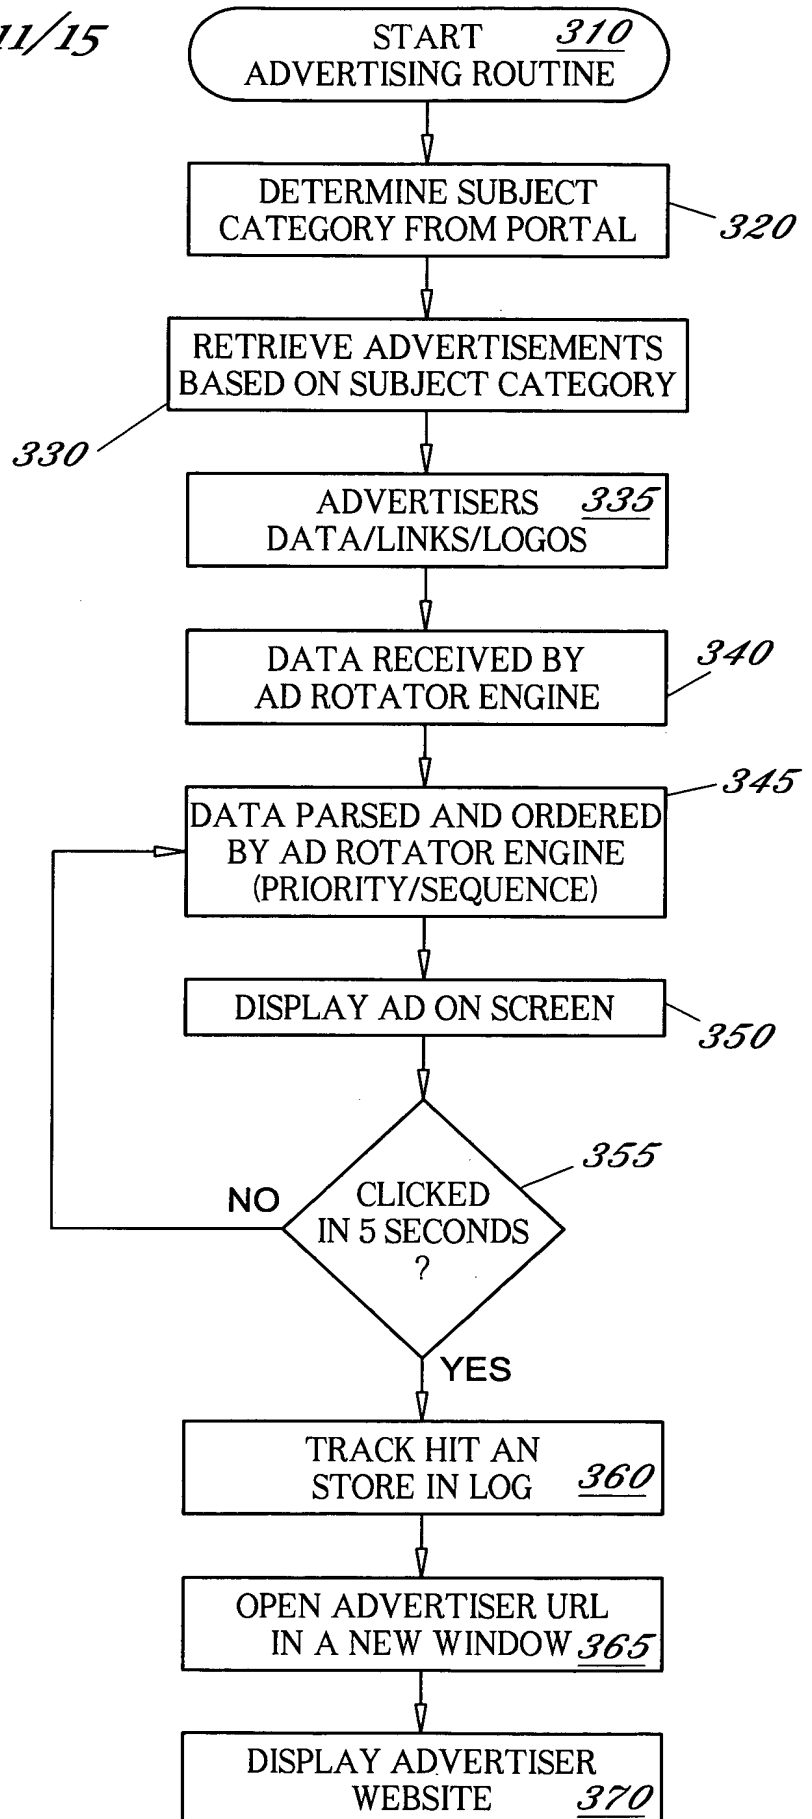 11/15
START 310
ADVERTISING ROUTINE
DETERMINE SUBJECT
CATEGORY FROM PORTAL
320
RETRIEVE ADVERTISEMENTS
BASED ON SUBJECT CATEGORY
330
ADVERTISERS 335
DATA/LINKS/LOGOS
DATA RECEIVED BY
AD ROTATOR ENGINE
340
345
DATA PARSED AND ORDERED
BY AD ROTATOR ENGINE
(PRIORITY/SEQUENCE)
DISPLAY AD ON SCREEN
350
355
NO
CLICKED
IN 5 SECONDS
?
YES
TRACK HIT AN
STORE IN LOG 360
OPEN ADVERTISER URL
IN A NEW WINDOW 365
DISPLAY ADVERTISER
WEBSITE 370